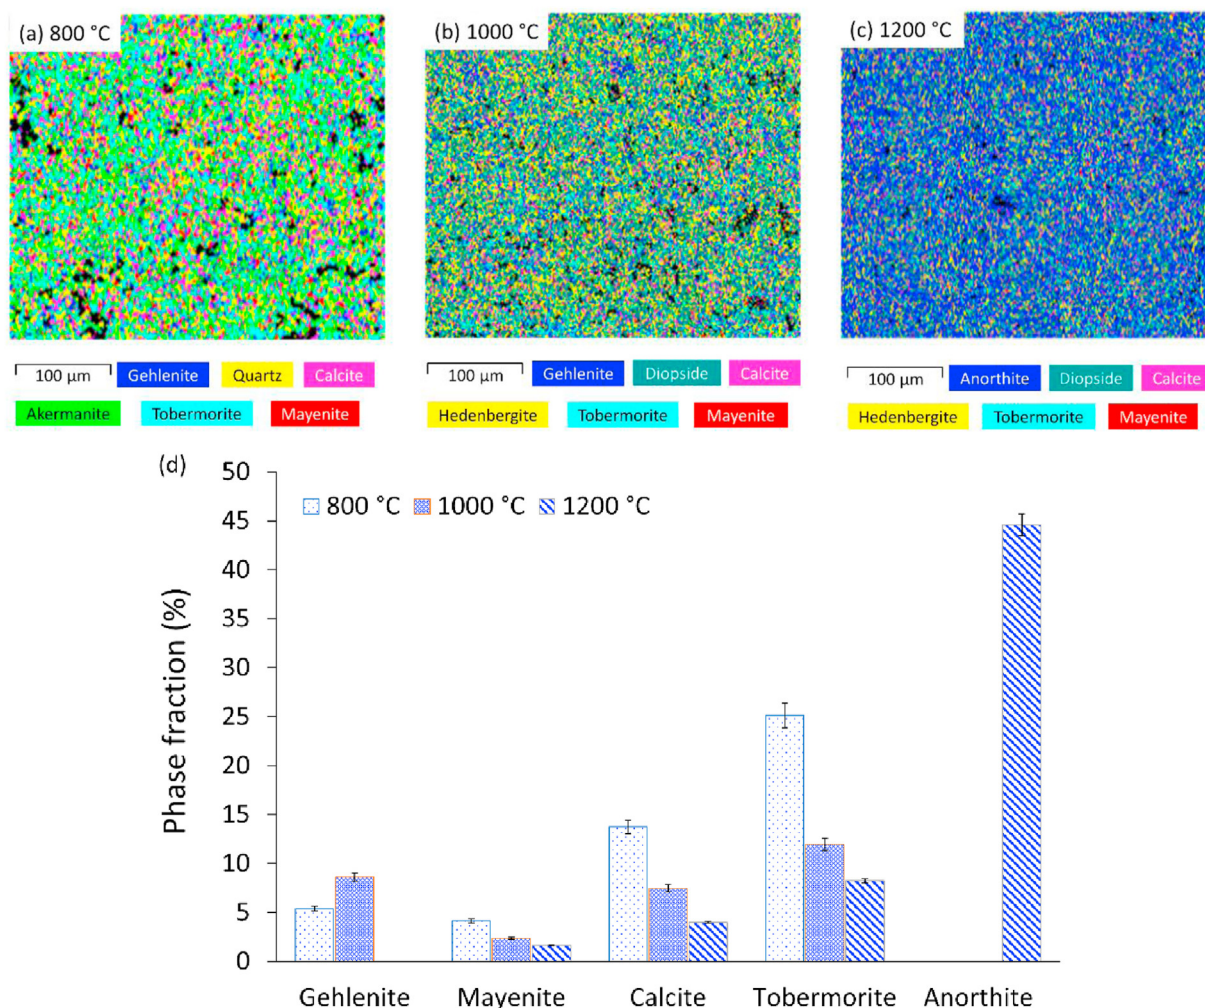 (a) 800 °C
(b) 1000 °C
(c) 1200 °C
100 µm Gehlenite Quartz Calcite
Akermanite Tobermorite Mayenite
100 µm Gehlenite Diopside Calcite
Hedenbergite Tobermorite Mayenite
100 µm Anorthite Diopside Calcite
Hedenbergite Tobermorite Mayenite
(d)
800 °C 1000 °C 1200 °C
Phase fraction (%)
50
45
40
35
30
25
20
15
10
5
0
Gehlenite Mayenite Calcite Tobermorite Anorthite